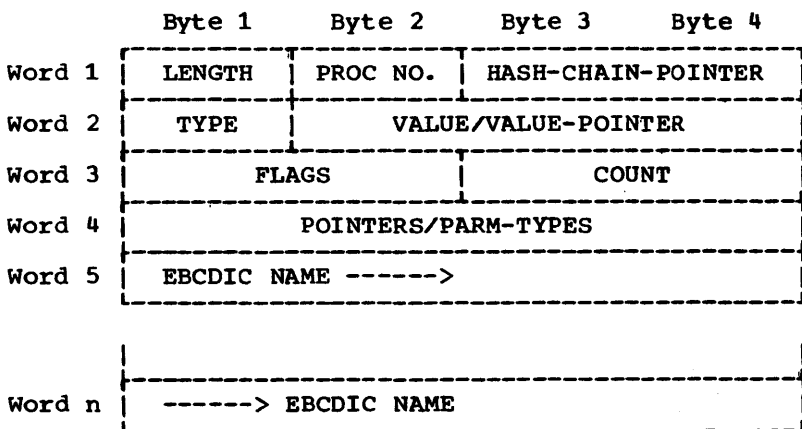 Byte 1 Byte 2 Byte 3 Byte 4
Word 1 LENGTH PROC NO. HASH-CHAIN-POINTER
Word 2 TYPE VALUE/VALUE-POINTER
Word 3 FLAGS COUNT
Word 4 POINTERS/PARM-TYPES
Word 5 EBCDIC NAME ------>
Word n ------> EBCDIC NAME